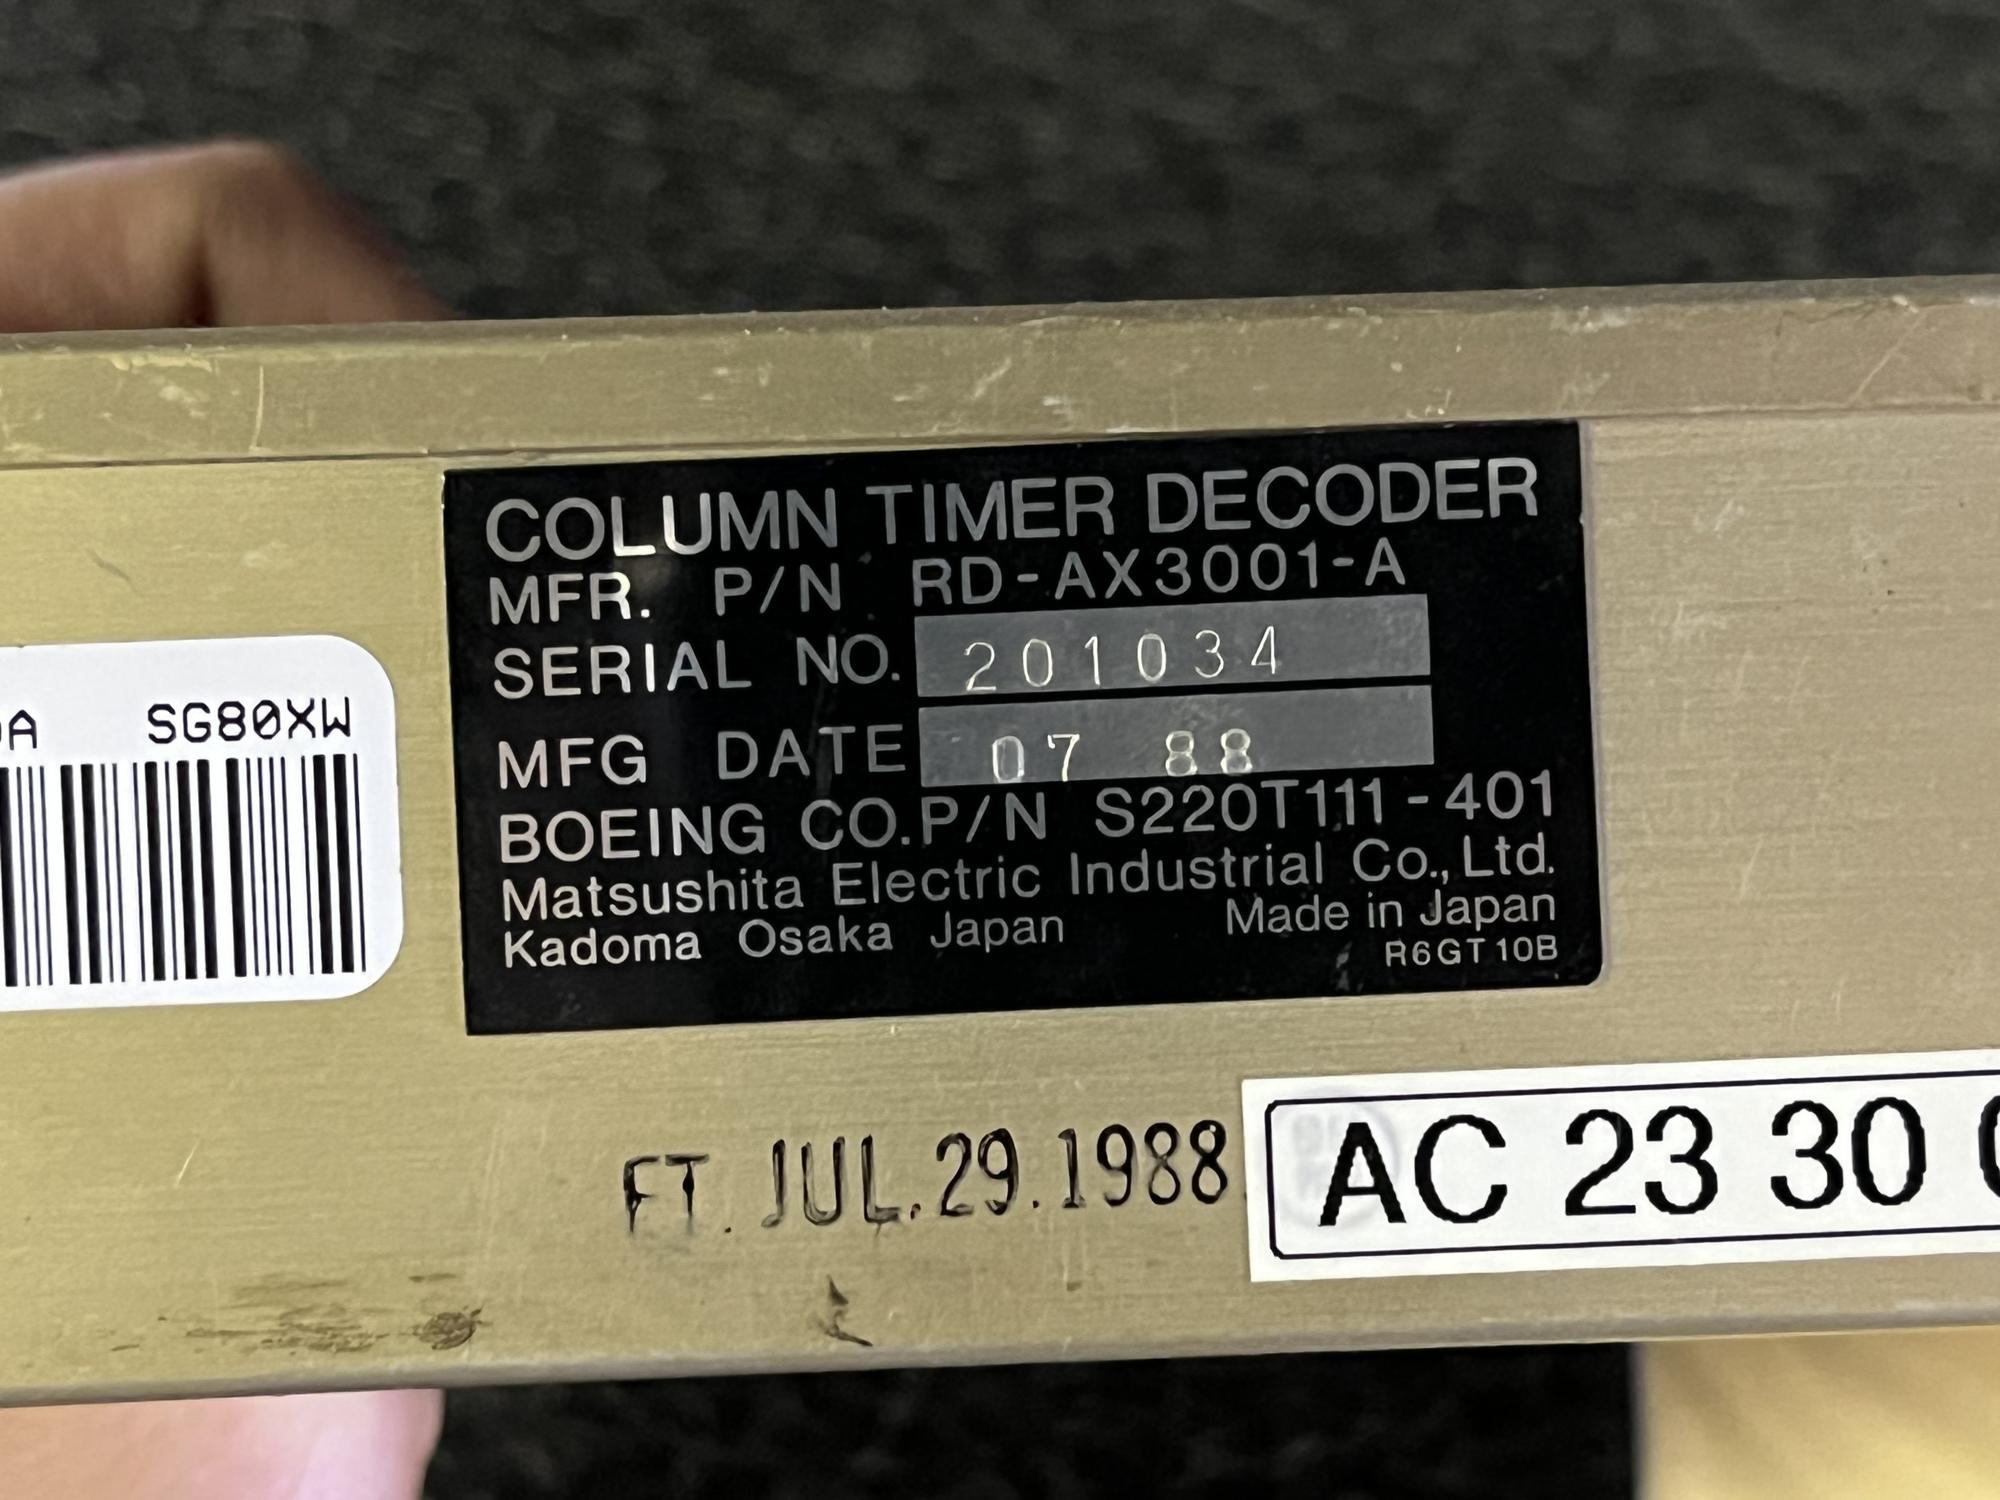 COLUMN TIMER DECODER
MFR. P/N RD-AX3001-A
SERIAL NO. 201034
MFG DATE 07 88
BOEING CO.P/N S220T111-401
Matsushita Electric Industrial Co., Ltd.
Kadoma Osaka Japan Made in Japan
R6GT10B
SG80XW
FT. JUL.29.1988
AC 23 30